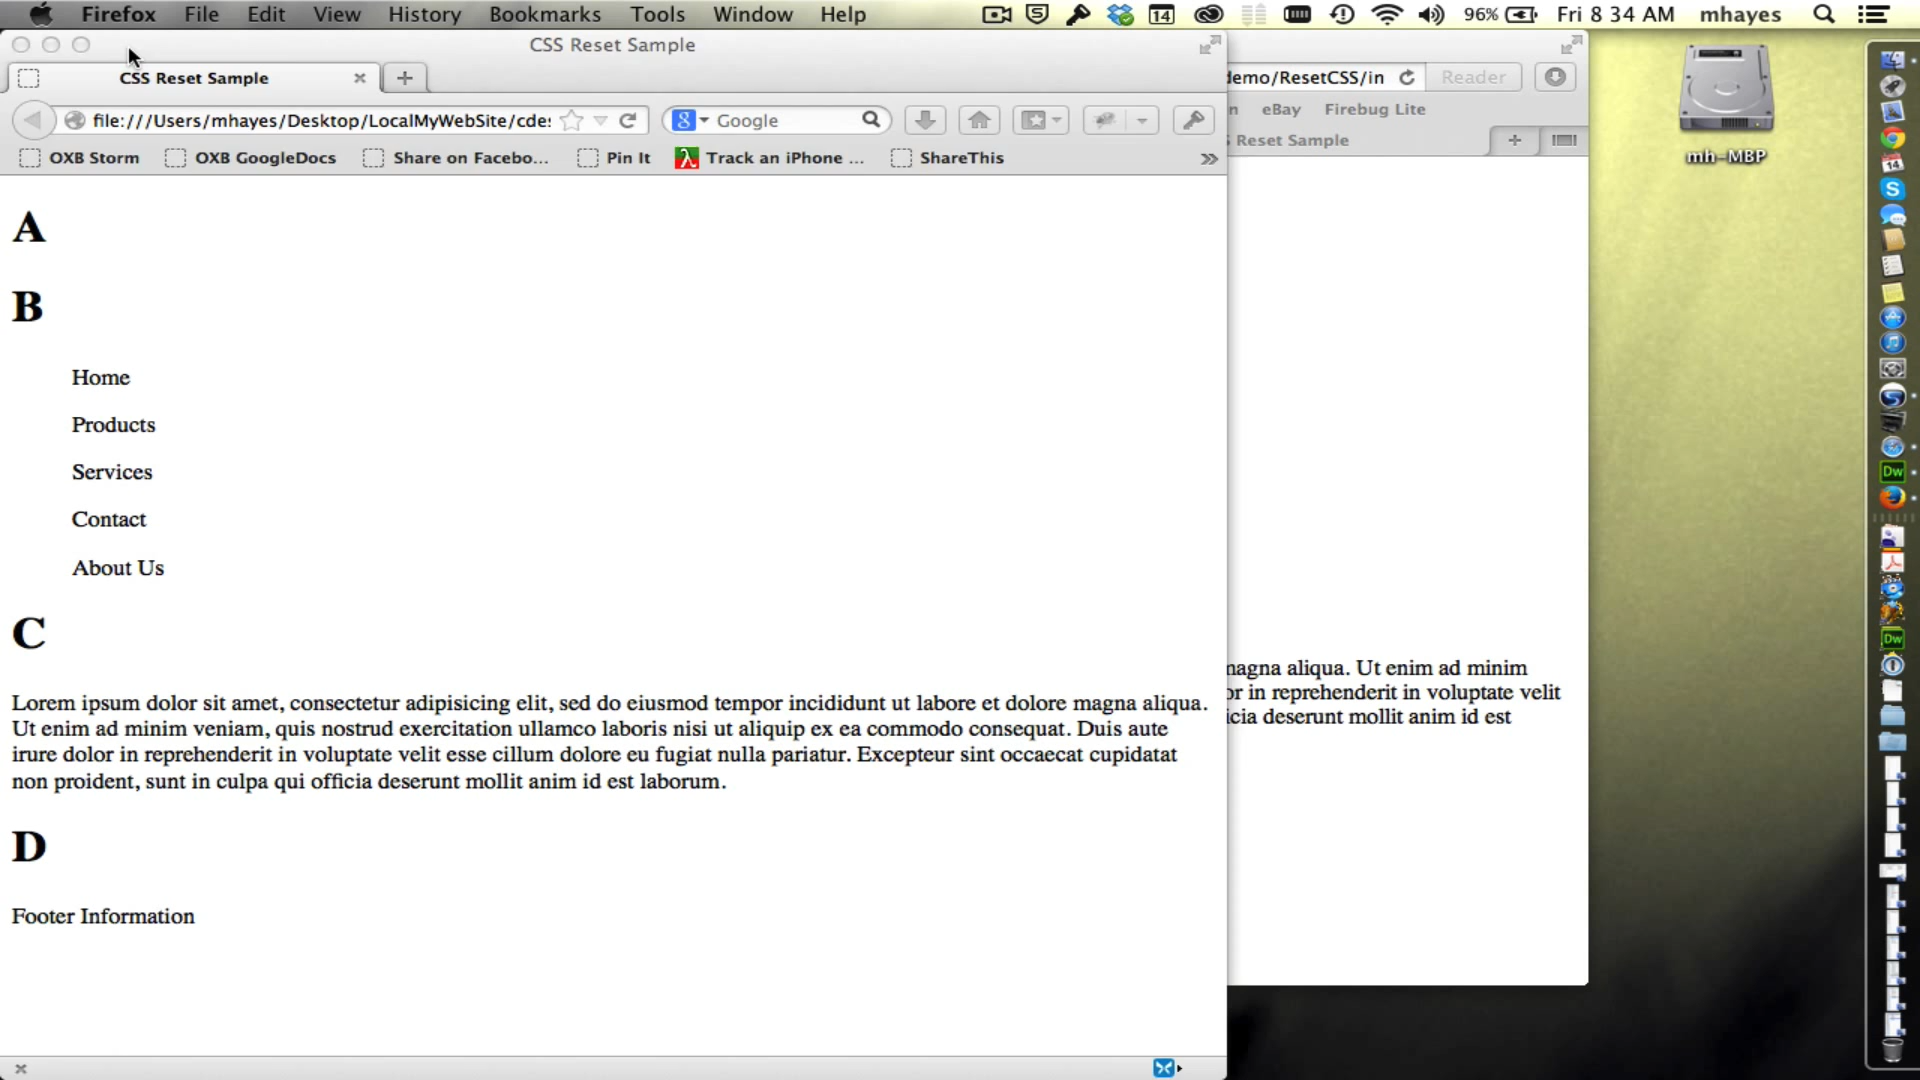 Firefox File Edit View History Bookmarks Tools Window Help 14 96% Fri 8 34 AM mhayes
CSS Reset Sample
CSS Reset Sample
demo/ResetCSS/in Reader
file:///Users/mhayes/Desktop/LocalMyWebSite/cde Google
eBay Firebug Lite
Reset Sample
OXB Storm OXB GoogleDocs Share on Facebo... Pin It Track an iPhone ... ShareThis
mh-MBP
A
B
Home
Products
Services
Contact
About Us
C
magna aliqua. Ut enim ad minim
or in reprehenderit in voluptate velit
icia deserunt mollit anim id est
Lorem ipsum dolor sit amet, consectetur adipisicing elit, sed do eiusmod tempor incididunt ut labore et dolore magna aliqua.
Ut enim ad minim veniam, quis nostrud exercitation ullamco laboris nisi ut aliquip ex ea commodo consequat. Duis aute
irure dolor in reprehenderit in voluptate velit esse cillum dolore eu fugiat nulla pariatur. Excepteur sint occaecat cupidatat
non proident, sunt in culpa qui officia deserunt mollit anim id est laborum.
D
Footer Information
Dw
Dw